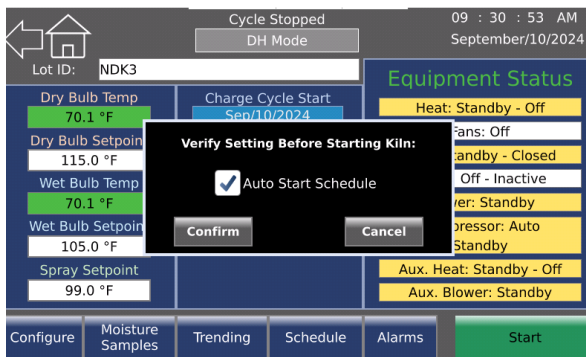 Cycle Stopped
DH Mode
09 : 30 : 53 AM
September/10/2024
Lot ID: NDK3
Dry Bulb Temp
70.1 °F
Dry Bulb Setpoin
115.0 °F
Wet Bulb Temp
70.1 °F
Wet Bulb Setpoin
105.0 °F
Spray Setpoint
99.0 °F
Charge Cycle Start
Sep/10/2024
Verify Setting Before Starting Kiln:
Auto Start Schedule
Confirm
Cancel
Equipment Status
Heat: Standby - Off
Fans: Off
tandby - Closed
Off - Inactive
er: Standby
pressor: Auto
Standby
Aux. Heat: Standby - Off
Aux. Blower: Standby
Configure
Moisture
Samples
Trending
Schedule
Alarms
Start